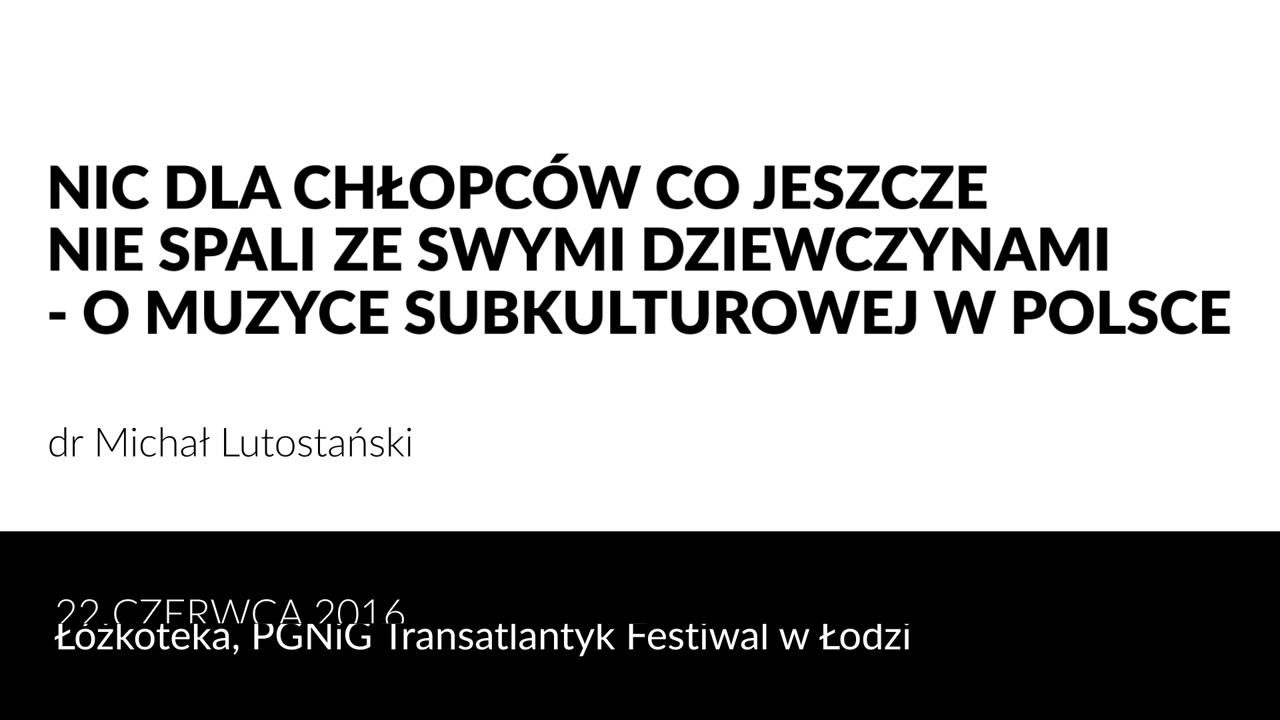 NIC DLA CHŁOPCÓW CO JESZCZE
NIE SPALI ZE SWYMI DZIEWCZYNAMI
- O MUZYCE SUBKULTUROWEJ W POLSCE
dr Michał Lutostański
22 CZERWCA 2016
Łóżkoteka, PGNiG Transatlantyk Festiwal w Łodzi